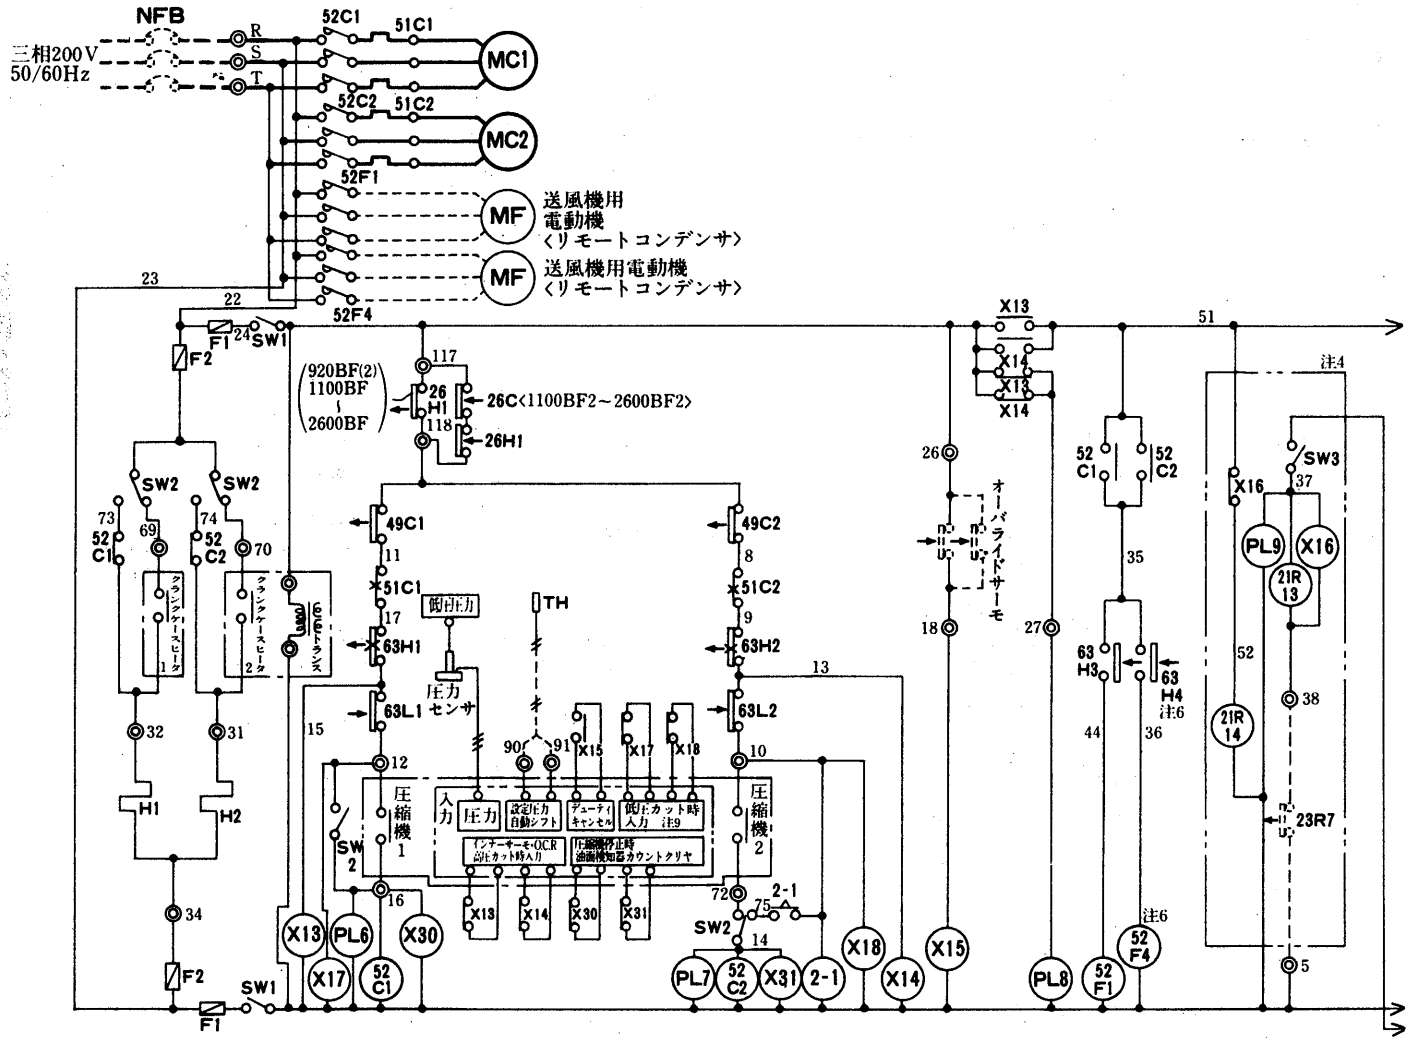 NFB
三相200V
50/60Hz
R
S
T
52C1
51C1
MC1
52C2
51C2
MC2
52F1
MF
送風機用
電動機
<リモートコンデンサ>
MF
送風機用電動機
<リモートコンデンサ>
52F4
23
22
24
F1
SW1
F2
117
920BF(2)
1100BF
~
2600BF
26
H1
26C<1100BF2~2600BF2>
118
26H1
X13
X14
X13
X14
51
注4
SW2
SW2
73
69
74
70
52
C1
52
C2
クランクケースヒータ
1
クランクケースヒータ
2
トランス
49C1
11
51C1
17
63H1
63L1
15
12
低圧圧力
圧力
センサ
TH
49C2
8
51C2
9
63H2
13
63L2
10
90
91
X15
X17
X18
26
オーバライドサーモ
18
27
52
C1
52
C2
35
63
H3
63
H4
注6
44
36
X16
SW3
37
PL9
21R
13
X16
52
21R
14
38
23R7
5
32
31
H1
H2
34
F2
F1
SW1
SW
2
圧縮機
1
入力
圧力
設定圧力
自動シフト
デューティ
キャンセル
低圧カット時
入力 注9
インナーサーモ・O.C.R
高圧カット時入力
圧縮機停止時
油面検知器カウントクリヤ
圧縮機
2
16
X13
X14
X30
X31
72
SW2
75
2-1
14
X13
PL6
X30
X17
52
C1
PL7
52
C2
X31
2-1
X18
X14
X15
PL8
52
F1
注6
52
F4